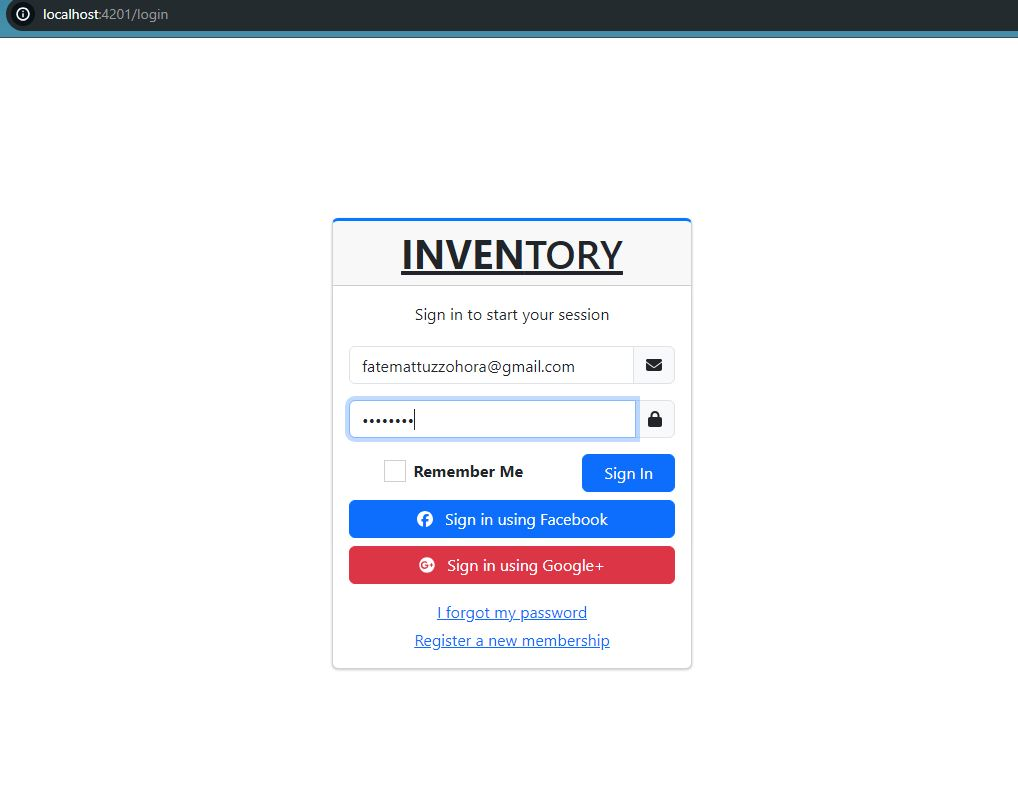 localhost:4201/login
INVENTORY
Sign in to start your session
fatemattuzzohora@gmail.com
••••••••
Remember Me
Sign In
Sign in using Facebook
Sign in using Google+
I forgot my password
Register a new membership